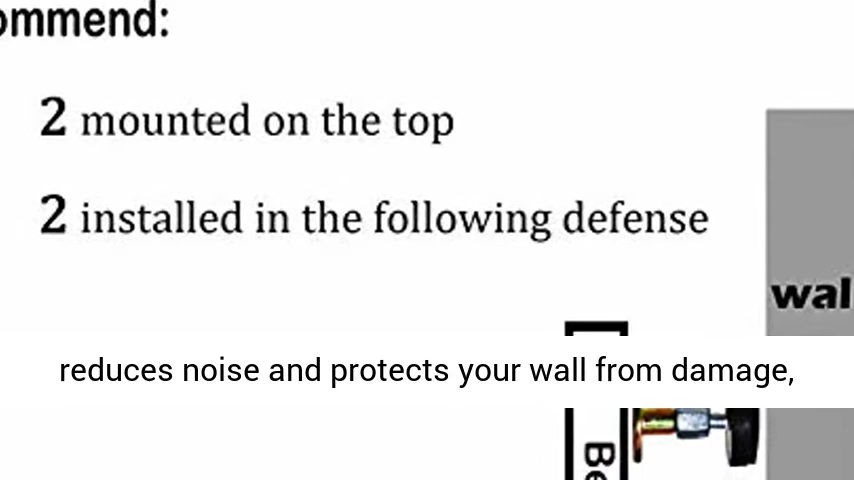 ommend:
2 mounted on the top
2 installed in the following defense
wal
reduces noise and protects your wall from damage,
Be